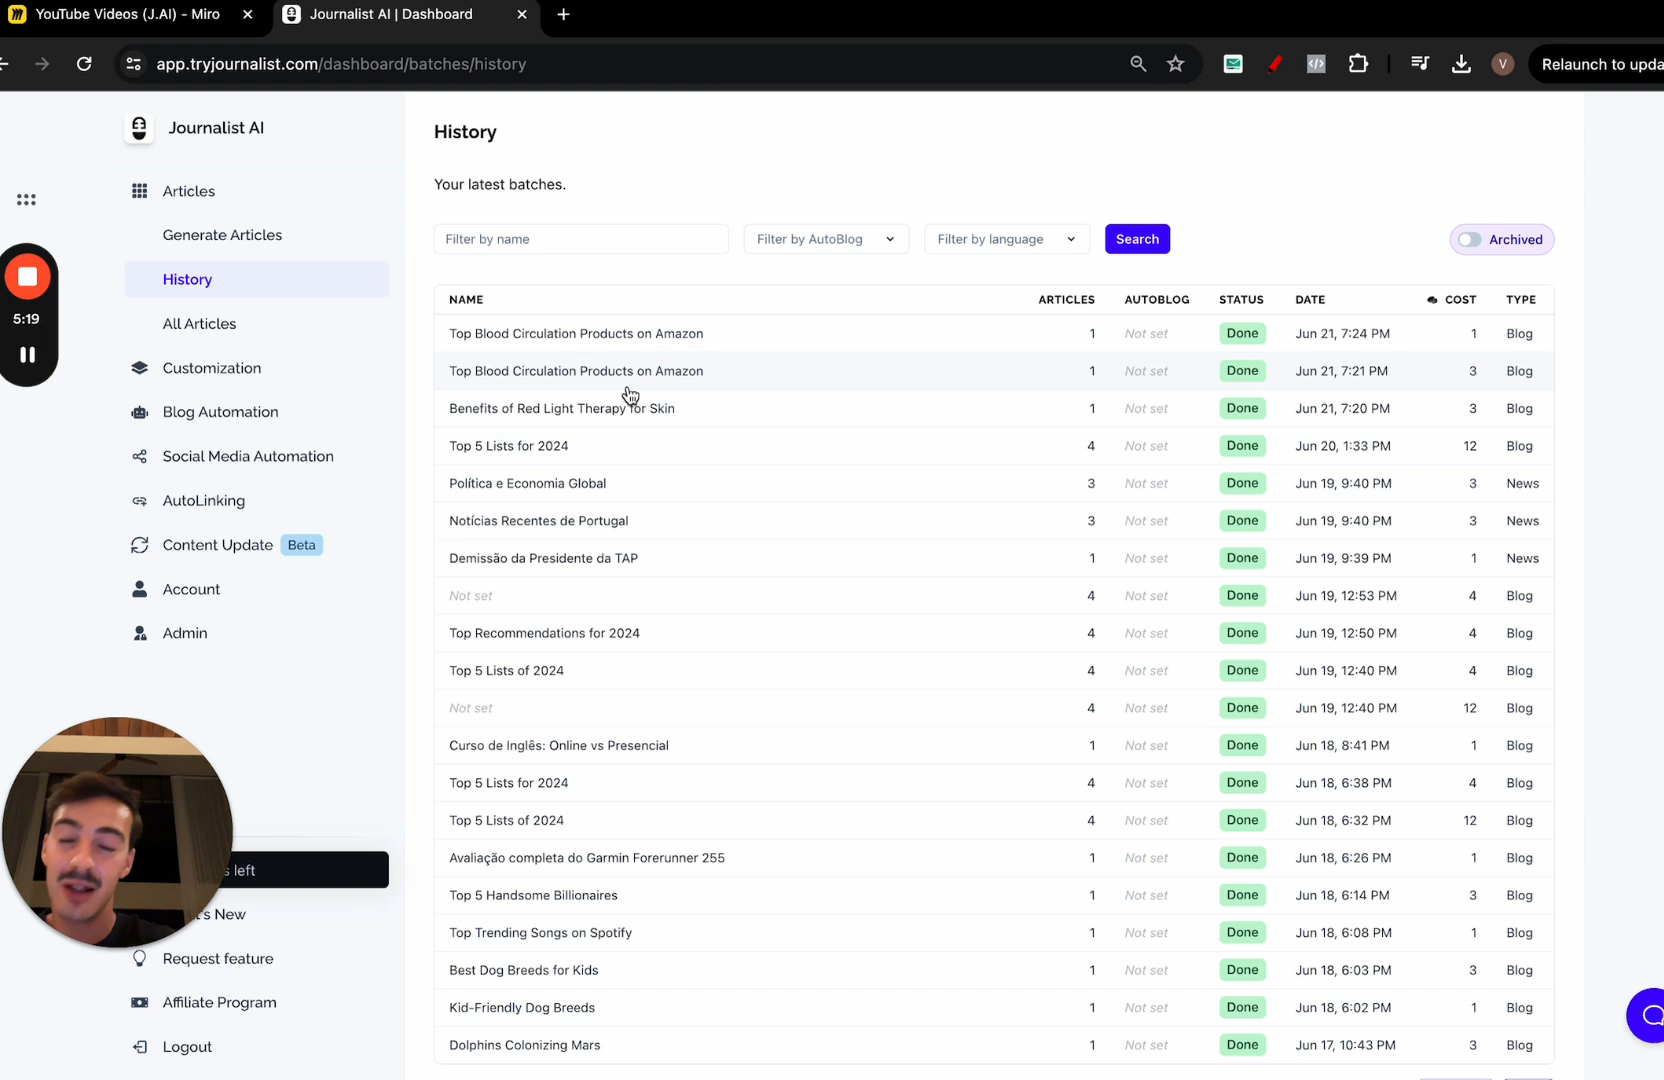 YouTube Videos (J.AI) - Miro
Journalist AI | Dashboard
app.tryjournalist.com/dashboard/batches/history
V
Relaunch to upda
Journalist AI
Articles
Generate Articles
History
All Articles
Customization
Blog Automation
Social Media Automation
AutoLinking
Content Update Beta
Account
Admin
5:19
s left
t's New
Request feature
Affiliate Program
Logout
History
Your latest batches.
Filter by name
Filter by AutoBlog
Filter by language
Search
Archived
NAME ARTICLES AUTOBLOG STATUS DATE COST TYPE
Top Blood Circulation Products on Amazon 1 Not set Done Jun 21, 7:24 PM 1 Blog
Top Blood Circulation Products on Amazon 1 Not set Done Jun 21, 7:21 PM 3 Blog
Benefits of Red Light Therapy for Skin 1 Not set Done Jun 21, 7:20 PM 3 Blog
Top 5 Lists for 2024 4 Not set Done Jun 20, 1:33 PM 12 Blog
Política e Economia Global 3 Not set Done Jun 19, 9:40 PM 3 News
Notícias Recentes de Portugal 3 Not set Done Jun 19, 9:40 PM 3 News
Demissão da Presidente da TAP 1 Not set Done Jun 19, 9:39 PM 1 News
Not set 4 Not set Done Jun 19, 12:53 PM 4 Blog
Top Recommendations for 2024 4 Not set Done Jun 19, 12:50 PM 4 Blog
Top 5 Lists of 2024 4 Not set Done Jun 19, 12:40 PM 4 Blog
Not set 4 Not set Done Jun 19, 12:40 PM 12 Blog
Curso de Inglês: Online vs Presencial 1 Not set Done Jun 18, 8:41 PM 1 Blog
Top 5 Lists for 2024 4 Not set Done Jun 18, 6:38 PM 4 Blog
Top 5 Lists of 2024 4 Not set Done Jun 18, 6:32 PM 12 Blog
Avaliação completa do Garmin Forerunner 255 1 Not set Done Jun 18, 6:26 PM 1 Blog
Top 5 Handsome Billionaires 1 Not set Done Jun 18, 6:14 PM 3 Blog
Top Trending Songs on Spotify 1 Not set Done Jun 18, 6:08 PM 1 Blog
Best Dog Breeds for Kids 1 Not set Done Jun 18, 6:03 PM 3 Blog
Kid-Friendly Dog Breeds 1 Not set Done Jun 18, 6:02 PM 1 Blog
Dolphins Colonizing Mars 1 Not set Done Jun 17, 10:43 PM 3 Blog